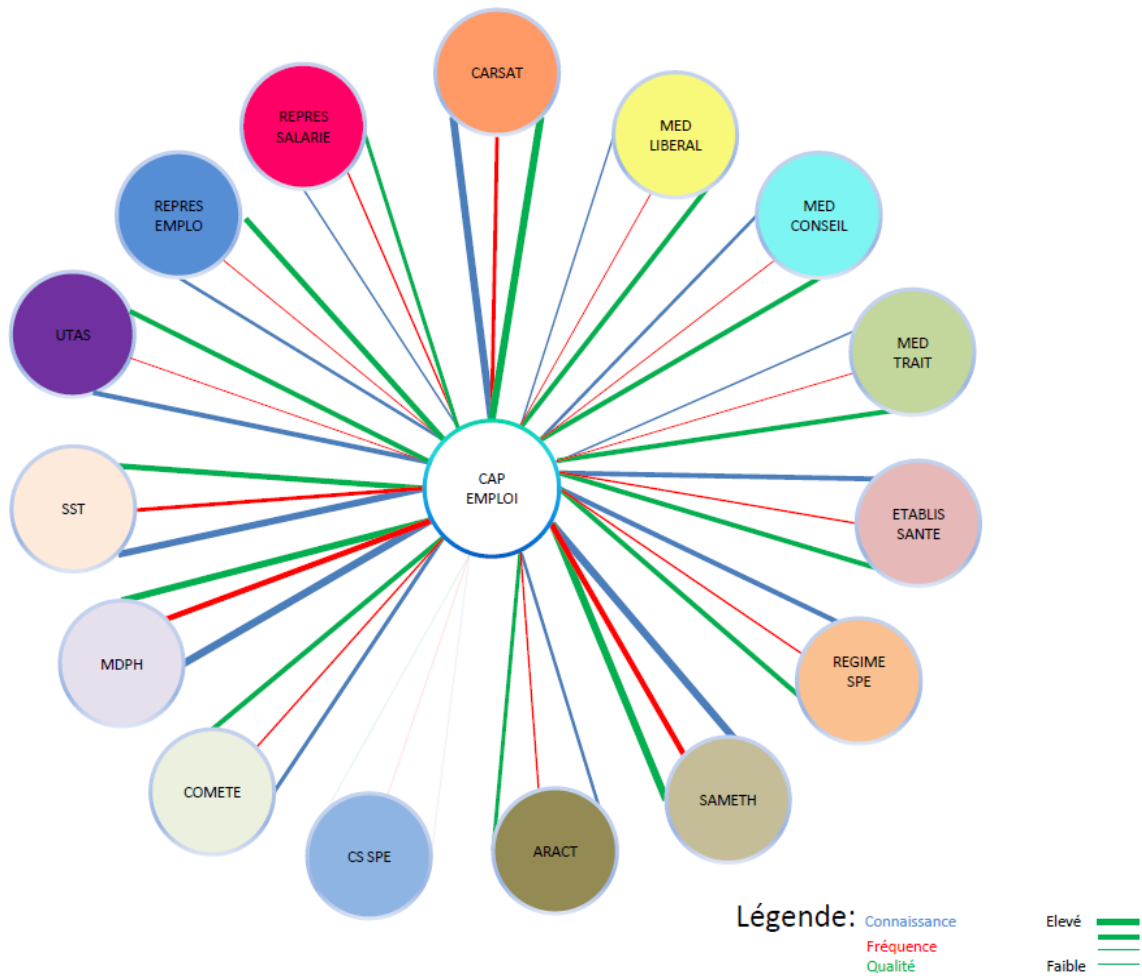 CARSAT
REPRES
SALARIE
MED
LIBERAL
REPRES
EMPLO
MED
CONSEIL
UTAS
MED
TRAIT
CAP
EMPLOI
SST
ETABLIS
SANTE
MDPH
REGIME
SPE
COMETE
SAMETH
CS SPE
ARACT
Légende: Connaissance Elevé
Fréquence
Qualité Faible